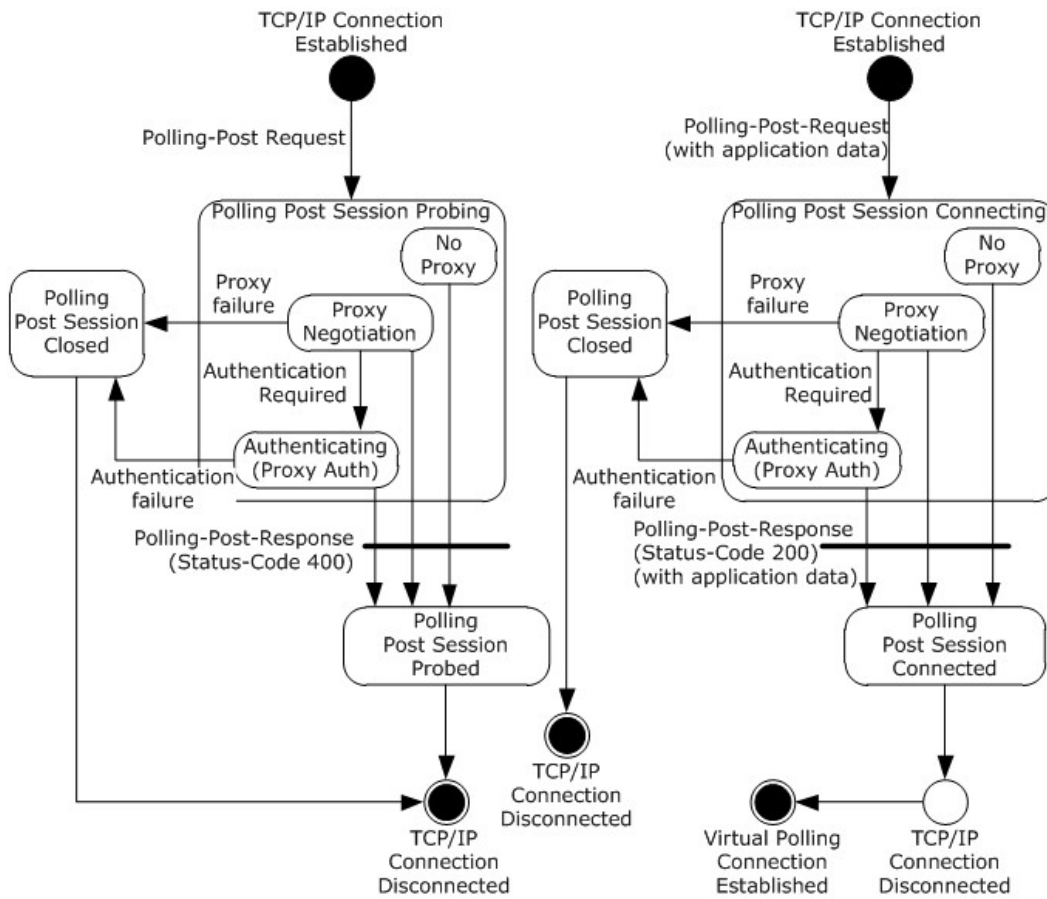 TCP/IP Connection
Established
Polling-Post Request
Polling Post Session Probing
No
Proxy
Proxy
failure
Proxy
Negotiation
Polling
Post Session
Closed
Authentication
Required
Authenticating
(Proxy Auth)
Authentication
failure
Polling-Post-Response
(Status-Code 400)
Polling
Post Session
Probed
TCP/IP
Connection
Disconnected
TCP/IP Connection
Established
Polling-Post-Request
(with application data)
Polling Post Session Connecting
No
Proxy
Proxy
failure
Proxy
Negotiation
Polling
Post Session
Closed
Authentication
Required
Authenticating
(Proxy Auth)
Authentication
failure
Polling-Post-Response
(Status-Code 200)
(with application data)
Polling
Post Session
Connected
TCP/IP
Connection
Disconnected
Virtual Polling
Connection
Established
TCP/IP
Connection
Disconnected